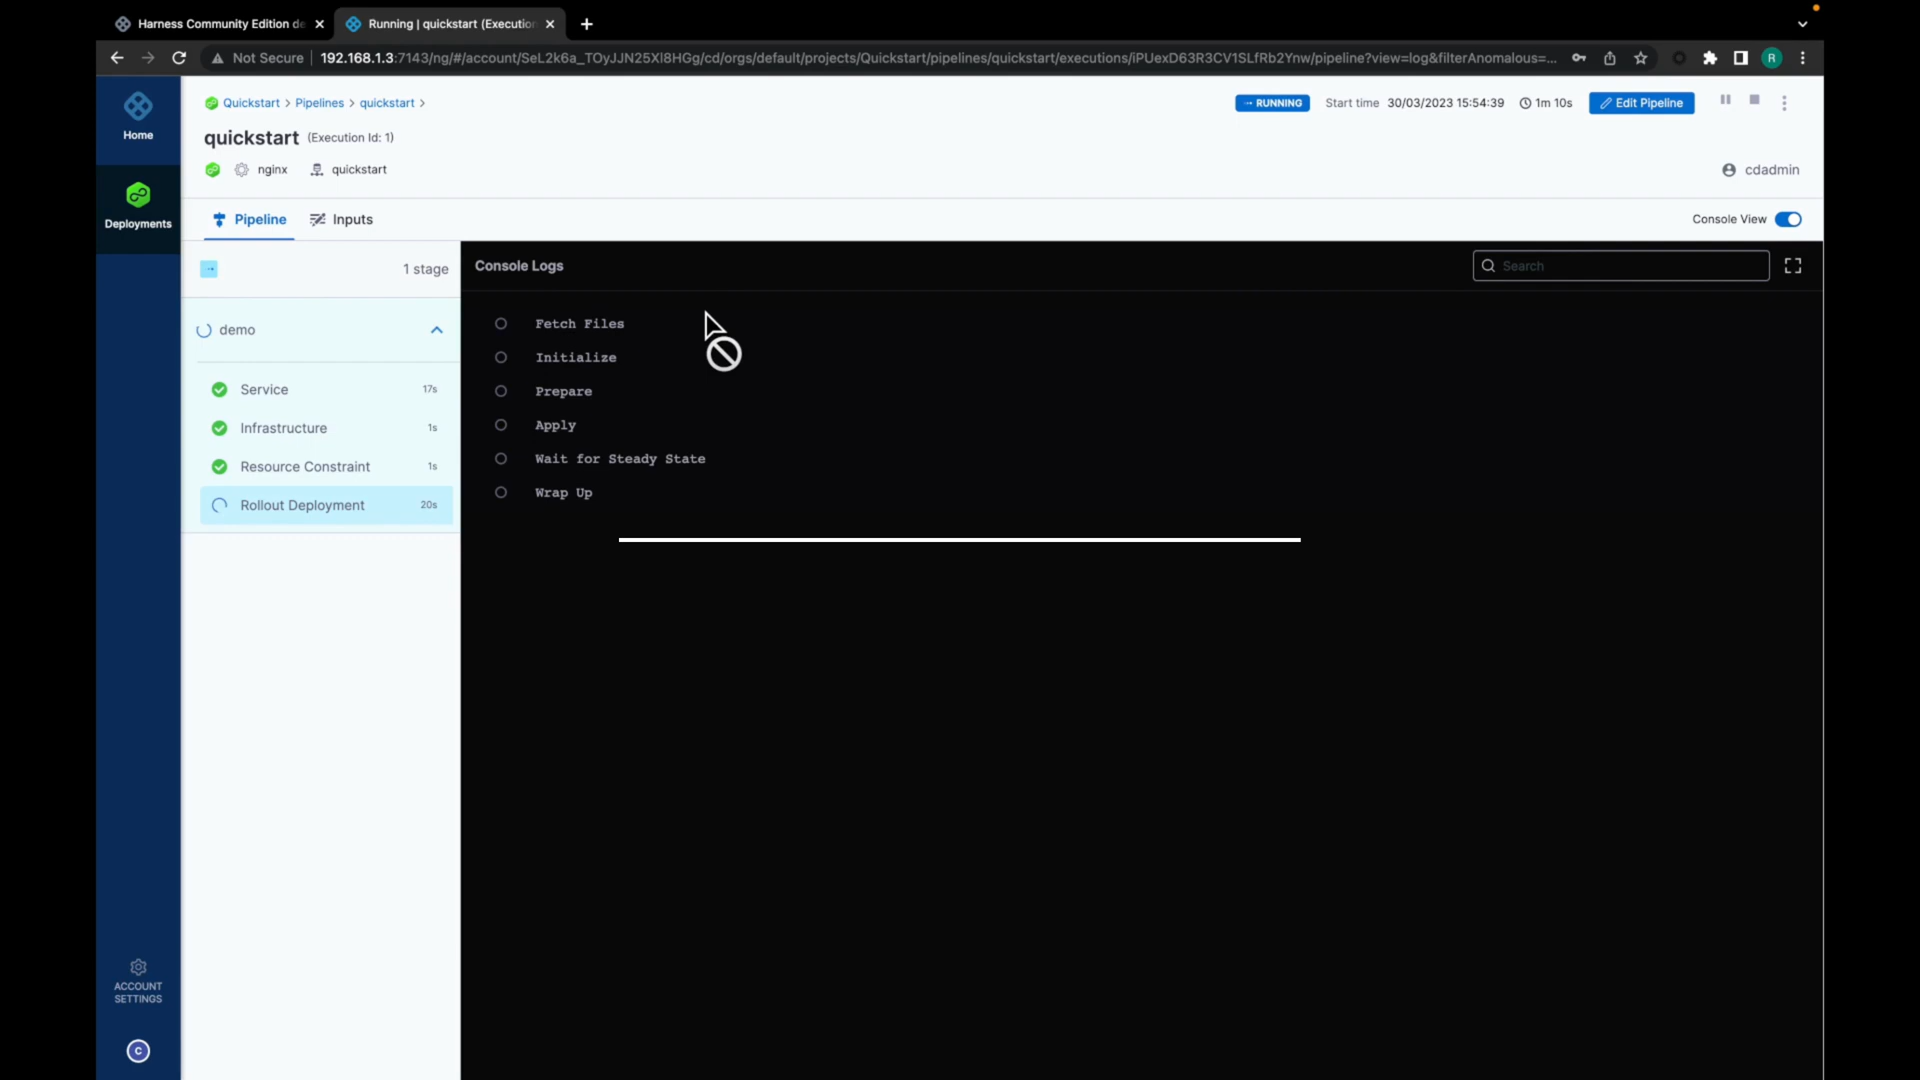 Harness Community Edition de
Running | quickstart (Execution
Not Secure
192.168.1.3:7143/ng/#/account/SeL2k6a_TOyJJN25Xl8HGg/cd/orgs/default/projects/Quickstart/pipelines/quickstart/executions/iPUexD63R3CV1SLfRb2Ynw/pipeline?view=log&filterAnomalous=...
R
Home
Deployments
ACCOUNT
SETTINGS
C
Quickstart > Pipelines > quickstart >
RUNNING
Start time 30/03/2023 15:54:39
1m 10s
Edit Pipeline
quickstart (Execution Id: 1)
nginx
quickstart
cdadmin
Pipeline
Inputs
Console View
1 stage
demo
Service 17s
Infrastructure 1s
Resource Constraint 1s
Rollout Deployment 20s
Console Logs
Search
Fetch Files
Initialize
Prepare
Apply
Wait for Steady State
Wrap Up